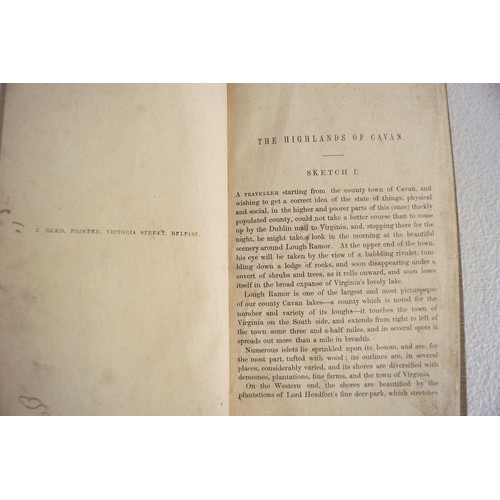 J. REED, PRINTER, VICTORIA STREET, BELFAST.
THE HIGHLANDS OF CAVAN.
SKETCH I:
A TRAVELLER starting from the county town of Cavan, and
wishing to get a correct idea of the state of things, physical
and social, in the higher and poorer parts of this (once) thickly
populated county, could not take a better course than to come
up by the Dublin mail to Virginia, and, stopping there for the
night, he might take a look in the morning at the beautiful
scenery around Lough Ramor. At the upper end of the town,
his eye will be taken by the view of a babbling rivulet, tum-
bling down a ledge of rocks, and soon disappearing under a
covert of shrubs and trees, as it rolls onward, and soon loses
itself in the broad expanse of Virginia's lovely lake.
Lough Ramor is one of the largest and most picturesque
of our county Cavan lakes—a county which is noted for the
number and variety of its loughs—it touches the town of
Virginia on the South side, and extends from right to left of
the town some three and a-half miles, and in several spots it
spreads out more than a mile in breadth.
Numerous islets lie sprinkled upon its bosom, and are, for
the most part, tufted with wood; its outlines are, in several
places, considerably varied, and its shores are diversified with
demesnes, plantations, fine farms, and the town of Virginia.
On the Western end, the shores are beautified by the
plantations of Lord Headfort's fine deer-park, which stretches